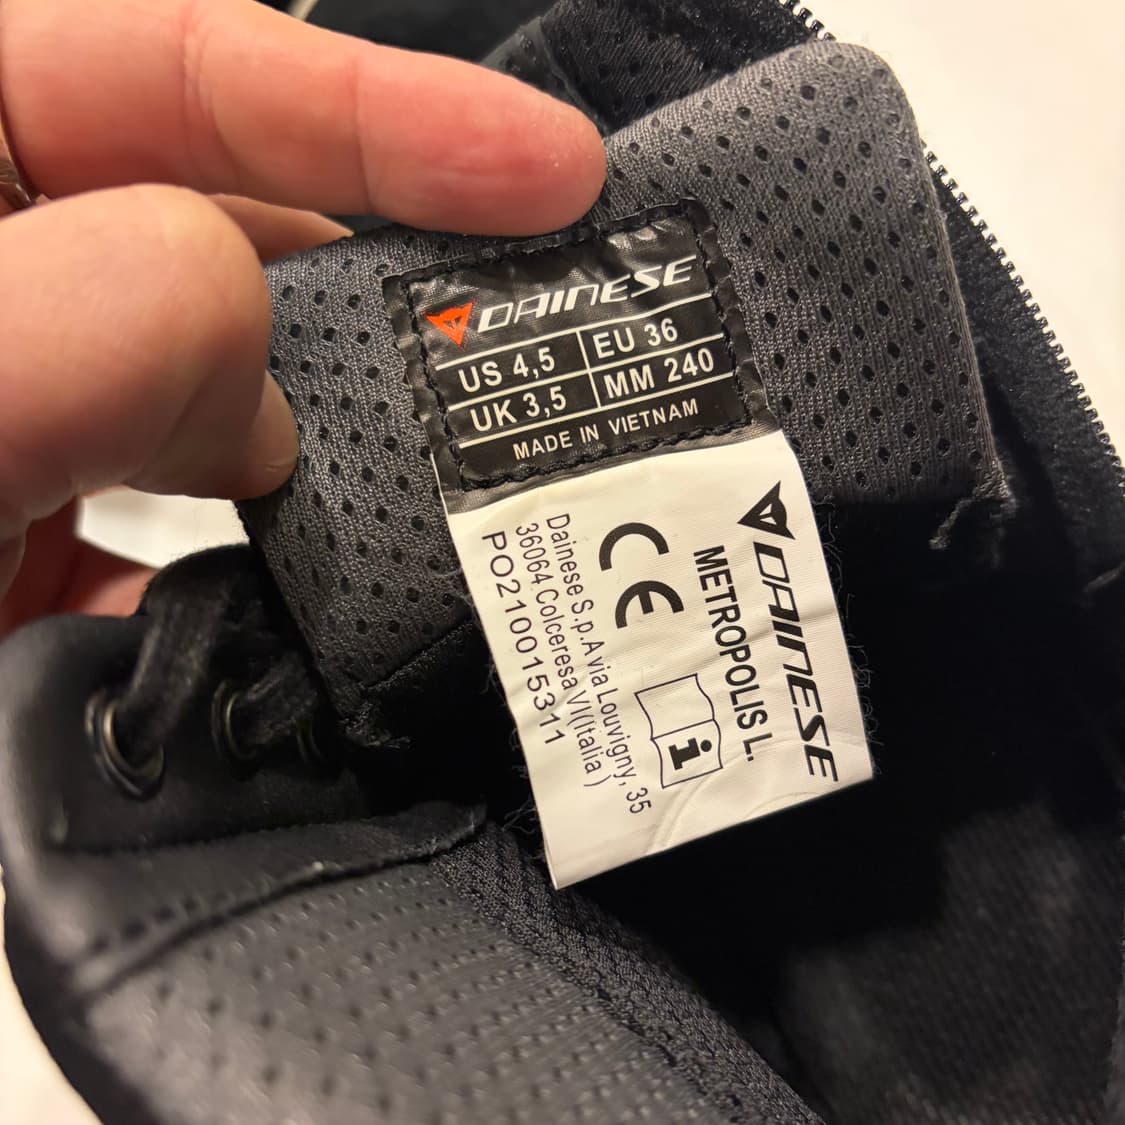 DAINESE
US 4,5 EU 36
UK 3,5 MM 240
MADE IN VIETNAM
DAINESE
METROPOLIS L.
CE
i
Dainese S.p.A via Louvigny, 35
36064 Colceresa VI(Italia )
PO210015311